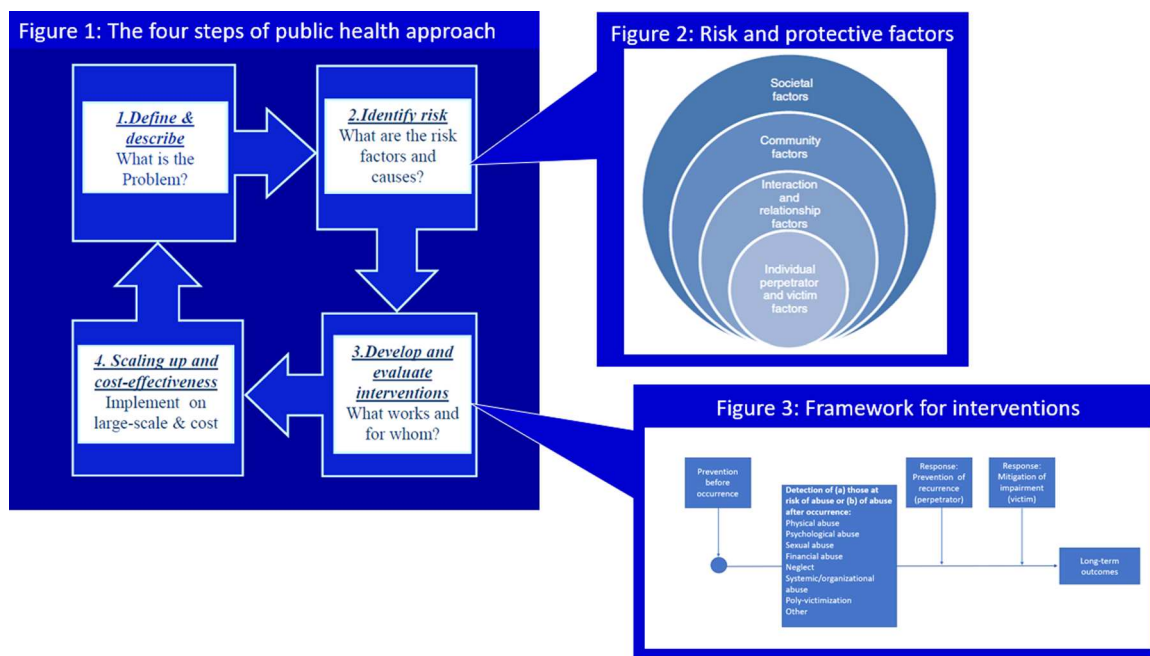 Figure 1: The four steps of public health approach
1.Define &
describe
What is the
Problem?
2.Identify risk
What are the risk
factors and
causes?
3.Develop and
evaluate
interventions
What works and
for whom?
4. Scaling up and
cost-effectiveness
Implement on
large-scale & cost
Figure 2: Risk and protective factors
Societal
factors
Community
factors
Interaction
and
relationship
factors
Individual
perpetrator
and victim
factors
Figure 3: Framework for interventions
Prevention
before
occurrence
Detection of (a) those at
risk of abuse or (b) of abuse
after occurrence:
Physical abuse
Psychological abuse
Sexual abuse
Financial abuse
Neglect
Systemic/organizational
abuse
Poly-victimization
Other
Response:
Prevention of
recurrence
(perpetrator)
Response:
Mitigation of
impairment
(victim)
Long-term
outcomes